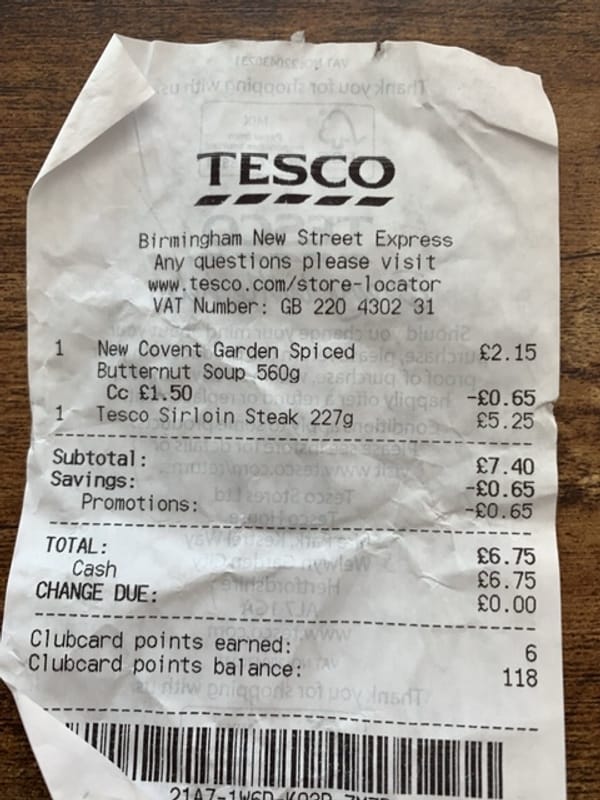 TESCO
Birmingham New Street Express
Any questions please visit
www.tesco.com/store-locator
VAT Number: GB 220 4302 31
1 New Covent Garden Spiced £2.15
Butternut Soup 560g
Cc £1.50 -£0.65
1 Tesco Sirloin Steak 227g £5.25
Subtotal: £7.40
Savings: -£0.65
Promotions: -£0.65
TOTAL: £6.75
Cash £6.75
CHANGE DUE: £0.00
Clubcard points earned: 6
Clubcard points balance: 118